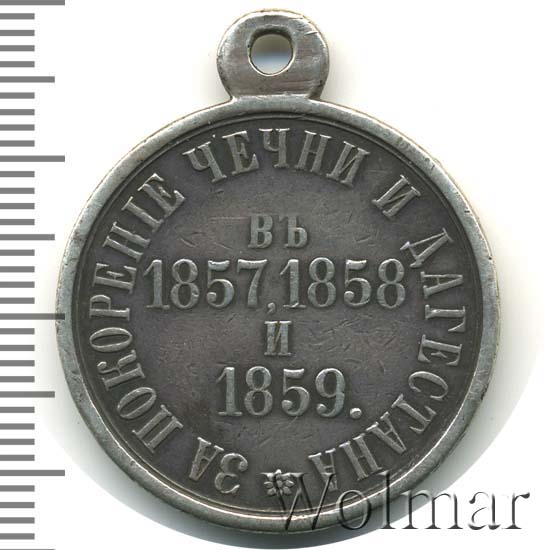 ЗА ПОКОРЕНІЕ ЧЕЧНИ И ДАГЕСТАНА
ВЪ
1857, 1858
И
1859.
Wolmar